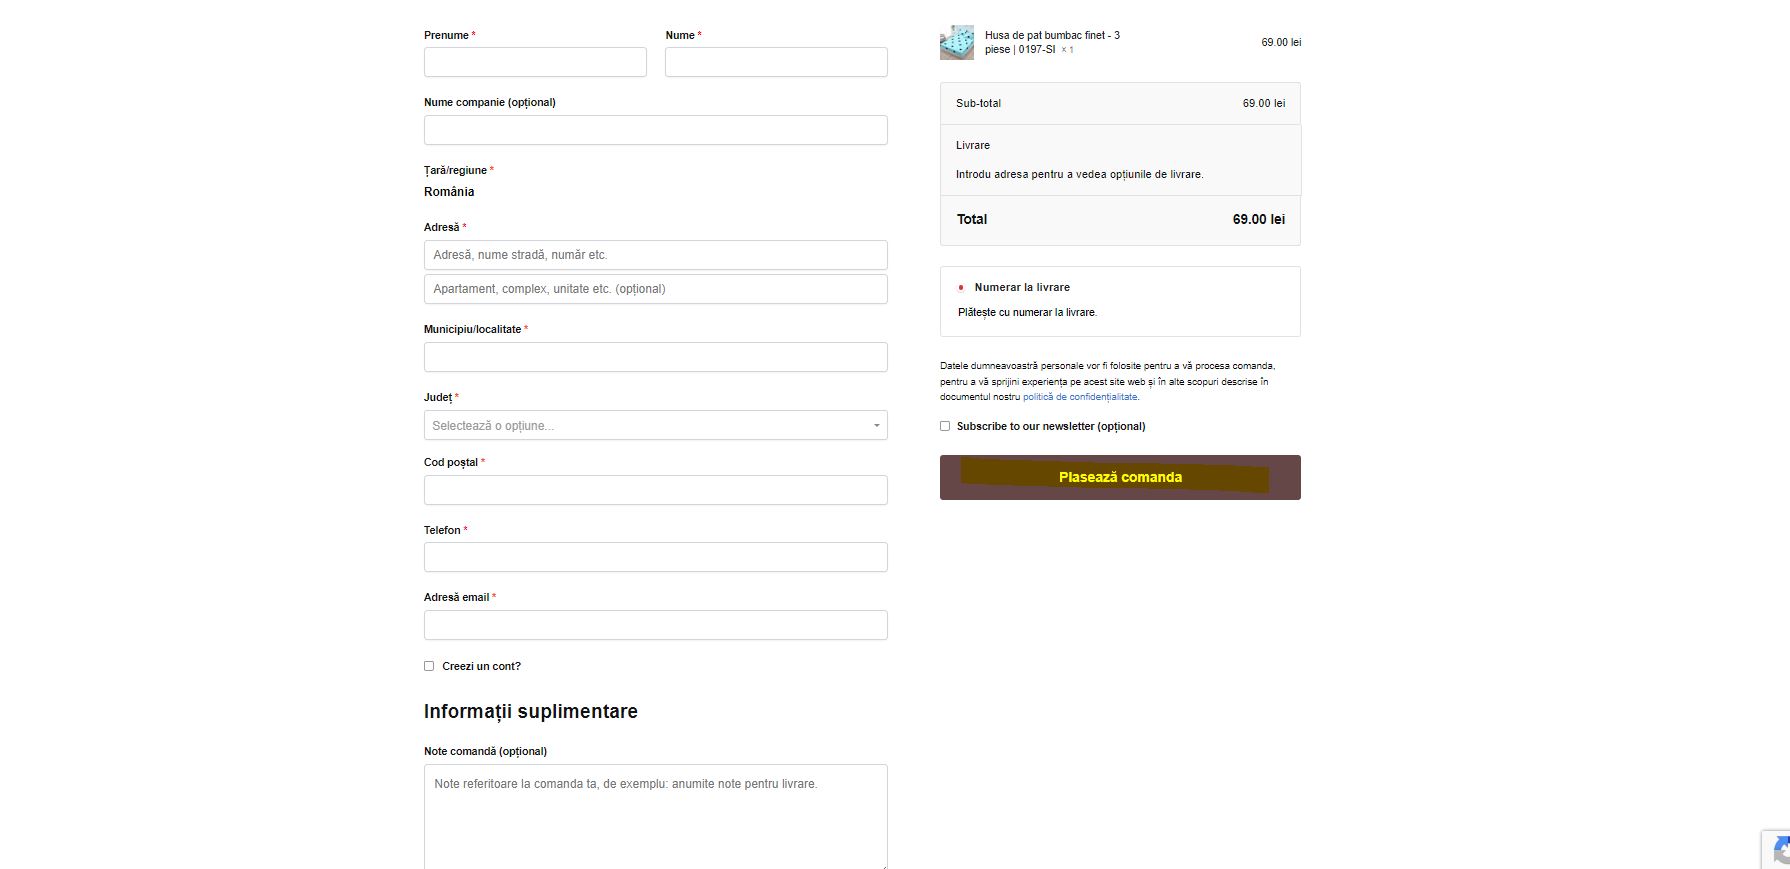 Prenume *
Nume *
Nume companie (opțional)
Țară/regiune *
România
Adresă *
Adresă, nume stradă, număr etc.
Apartament, complex, unitate etc. (opțional)
Municipiu/localitate *
Județ *
Selectează o opțiune...
Cod poștal *
Telefon *
Adresă email *
Creezi un cont?
Informații suplimentare
Note comandă (opțional)
Note referitoare la comanda ta, de exemplu: anumite note pentru livrare.
Husa de pat bumbac finet - 3
piese | 0197-SI × 1
69.00 lei
Sub-total 69.00 lei
Livrare
Introdu adresa pentru a vedea opțiunile de livrare.
Total 69.00 lei
Numerar la livrare
Plătește cu numerar la livrare.
Datele dumneavoastră personale vor fi folosite pentru a vă procesa comanda,
pentru a vă sprijini experiența pe acest site web și în alte scopuri descrise în
documentul nostru politică de confidențialitate.
Subscribe to our newsletter (opțional)
Plasează comanda